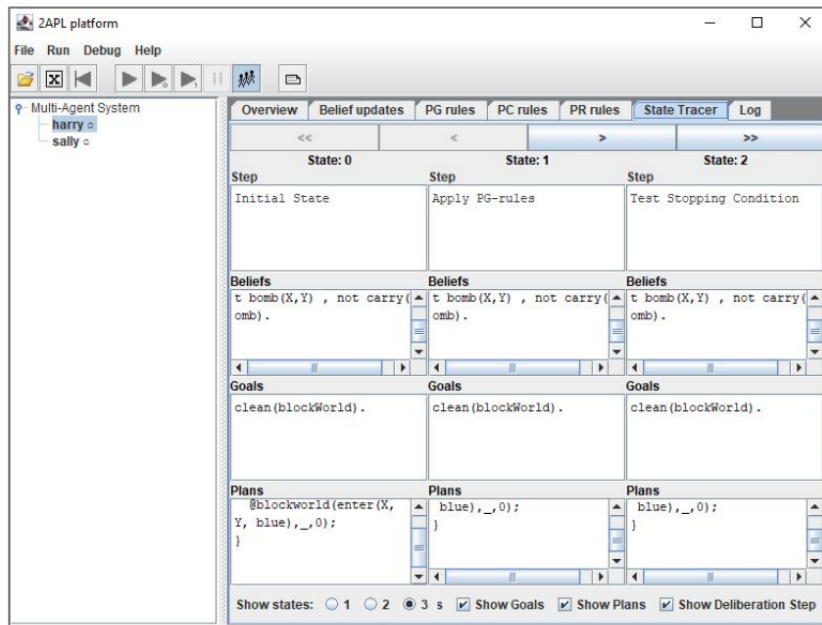 2APL platform
File Run Debug Help
Multi-Agent System
harry
sally
Overview Belief updates PG rules PC rules PR rules State Tracer Log
<< < > >>
State: 0 State: 1 State: 2
Step Step Step
Initial State Apply PG-rules Test Stopping Condition
Beliefs Beliefs Beliefs
t bomb(X,Y) , not carry( t bomb(X,Y) , not carry( t bomb(X,Y) , not carry(
omb). omb). omb).
Goals Goals Goals
clean(blockWorld). clean(blockWorld). clean(blockWorld).
Plans Plans Plans
@blockworld(enter(X, blue),_,0); blue),_,0);
Y, blue),_,0); } }
}
Show states: 1 2 3 s Show Goals Show Plans Show Deliberation Step